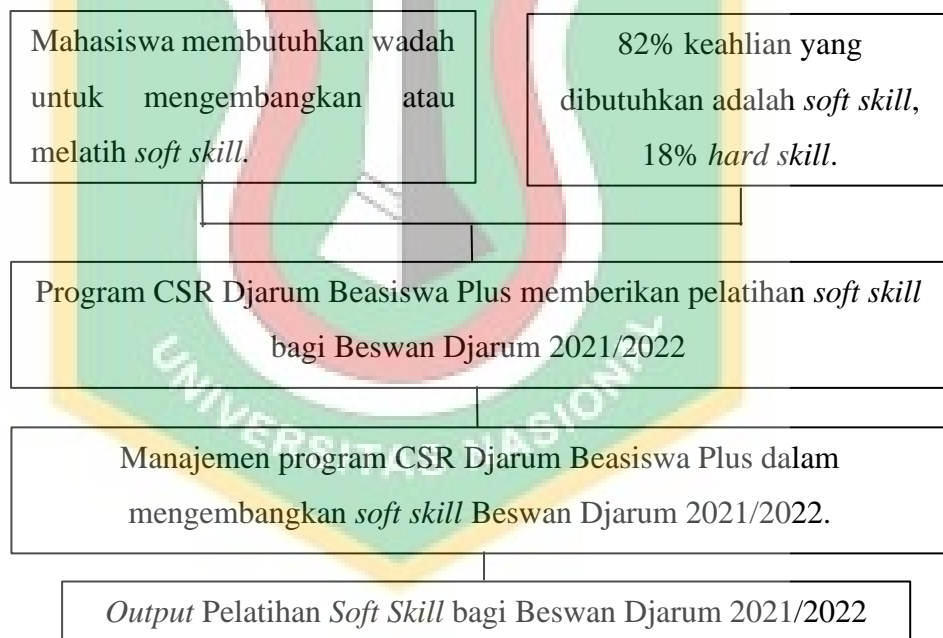 Mahasiswa membutuhkan wadah
untuk mengembangkan atau
melatih soft skill.
82% keahlian yang
dibutuhkan adalah soft skill,
18% hard skill.
Program CSR Djarum Beasiswa Plus memberikan pelatihan soft skill
bagi Beswan Djarum 2021/2022
UNIVERSITAS NASIONAL
Manajemen program CSR Djarum Beasiswa Plus dalam
mengembangkan soft skill Beswan Djarum 2021/2022.
Output Pelatihan Soft Skill bagi Beswan Djarum 2021/2022